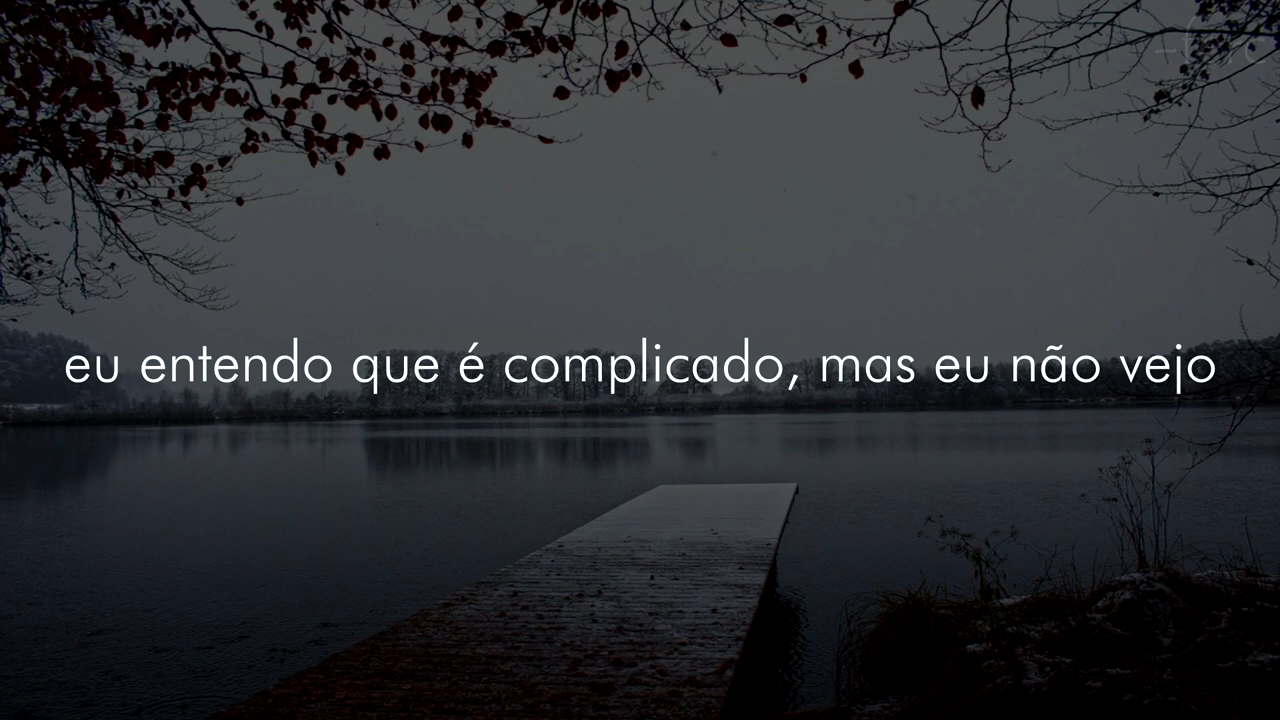 eu entendo que é complicado, mas eu não vejo